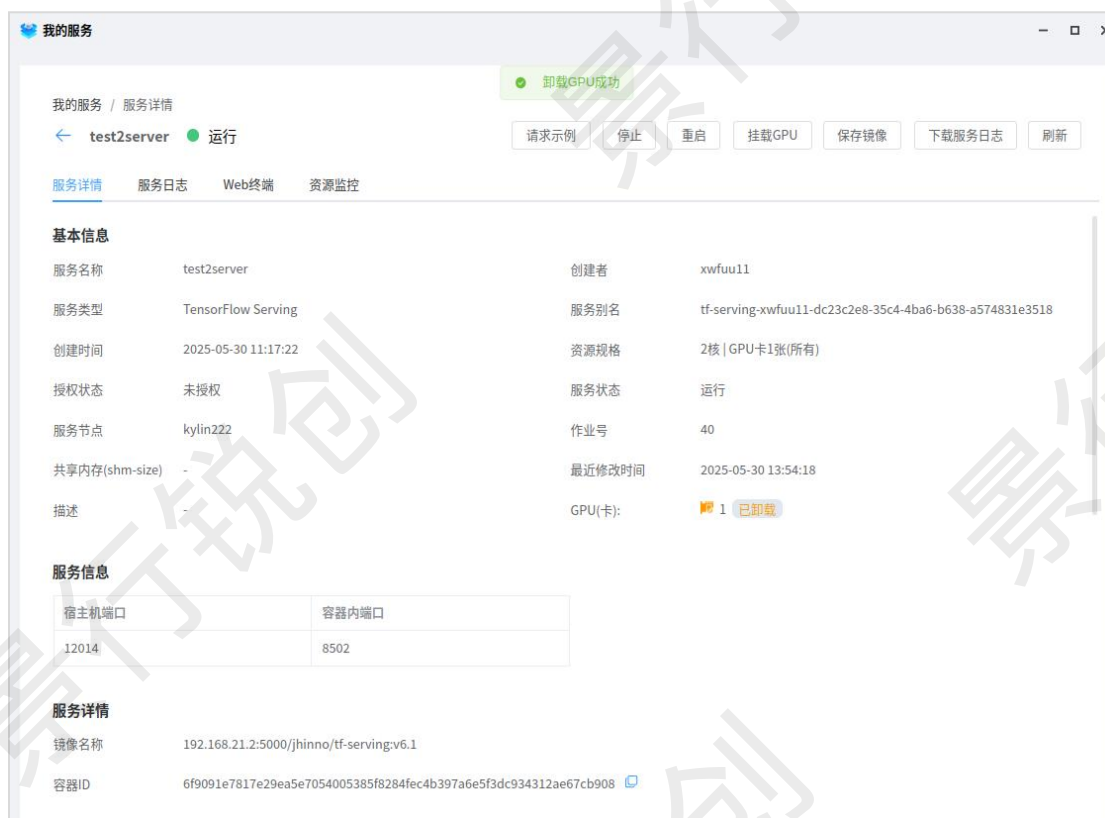 我的服务
卸载GPU成功
我的服务 / 服务详情
← test2server 运行 请求示例 停止 重启 挂载GPU 保存镜像 下载服务日志 刷新
服务详情 服务日志 Web终端 资源监控
基本信息
服务名称 test2server 创建者 xwfuu11
服务类型 TensorFlow Serving 服务别名 tf-serving-xwfuu11-dc23c2e8-35c4-4ba6-b638-a574831e3518
创建时间 2025-05-30 11:17:22 资源规格 2核 | GPU卡1张(所有)
授权状态 未授权 服务状态 运行
服务节点 kylin222 作业号 40
共享内存(shm-size) - 最近修改时间 2025-05-30 13:54:18
描述 - GPU(卡): 1 已卸载
服务信息
宿主机端口 容器内端口
12014 8502
服务详情
镜像名称 192.168.21.2:5000/jhinno/tf-serving:v6.1
容器ID 6f9091e7817e29ea5e7054005385f8284fec4b397a6e5f3dc934312ae67cb908
景行锐创
景行
景行
创